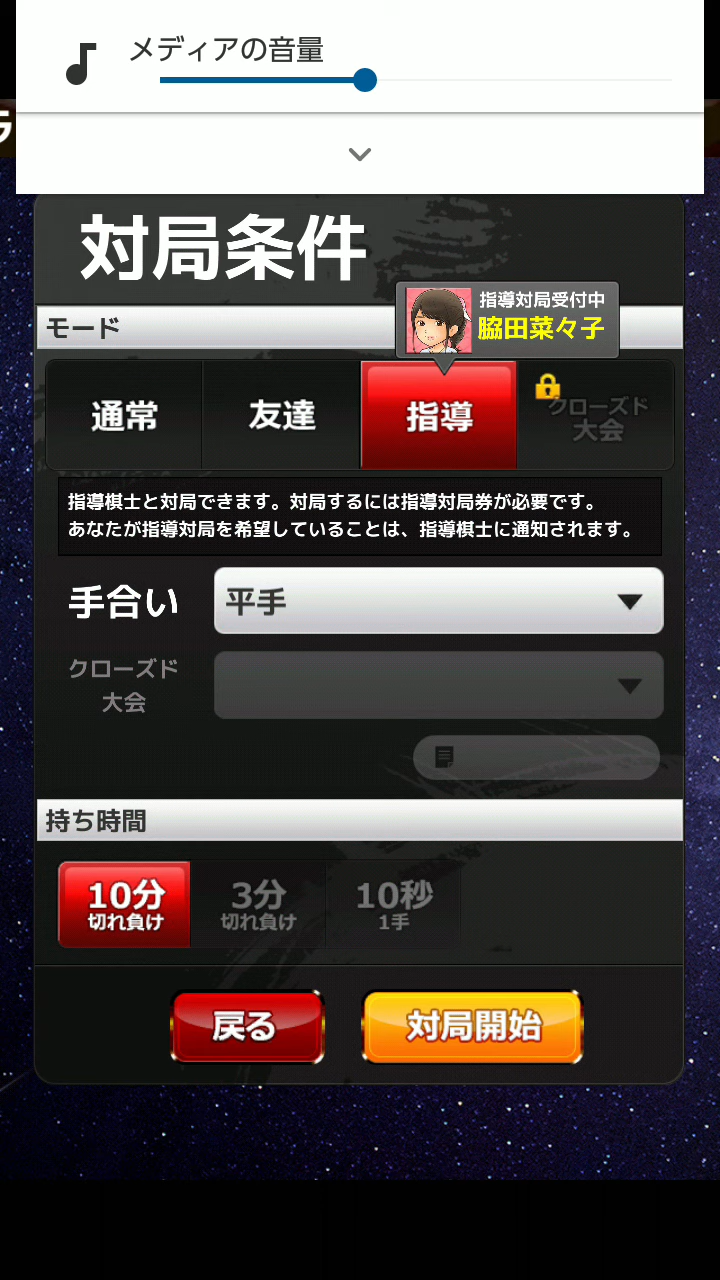 メディアの音量
対局条件
指導対局受付中
脇田菜々子
モード
通常
友達
指導
クローズド
大会
指導棋士と対局できます。対局するには指導対局券が必要です。
あなたが指導対局を希望していることは、指導棋士に通知されます。
手合い
平手
クローズド
大会
持ち時間
10分
切れ負け
3分
切れ負け
10秒
1手
戻る
対局開始